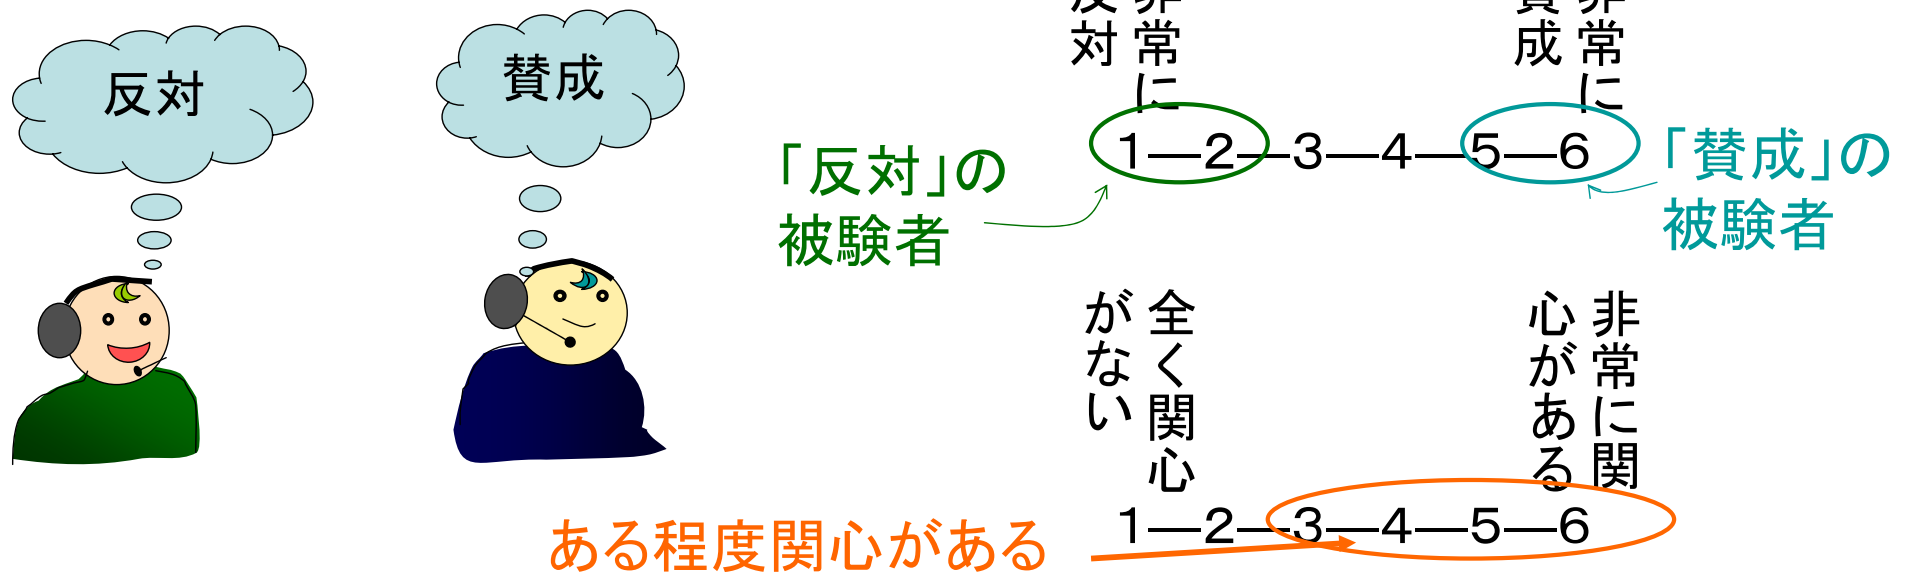 反対
賛成
非常に
反対
非常に
賛成
1—2—3—4—5—6
「反対」の
被験者
「賛成」の
被験者
全く関心
がない
非常に関
心がある
1—2—3—4—5—6
ある程度関心がある